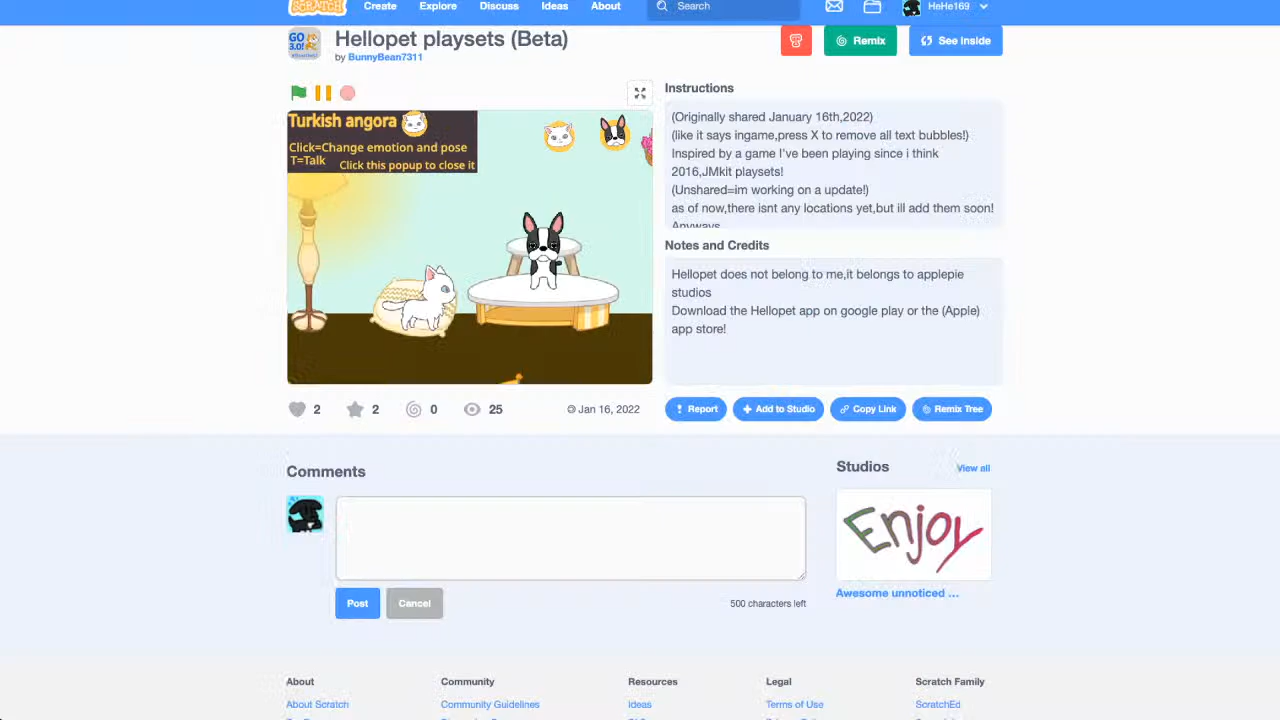 SCRATCH Create Explore Discuss Ideas About Search HeHe169
GO
3.0!
Hellopet playsets (Beta)
by BunnyBean7311
Remix
See Inside
Turkish angora
Click=Change emotion and pose
T=Talk Click this popup to close it
Instructions
(Originally shared January 16th,2022)
(like it says ingame,press X to remove all text bubbles!)
Inspired by a game I've been playing since i think
2016,JMkit playsets!
(Unshared=im working on a update!)
as of now,there isnt any locations yet,but ill add them soon!
Anyways
Notes and Credits
Hellopet does not belong to me,it belongs to applepie
studios
Download the Hellopet app on google play or the (Apple)
app store!
2 2 0 25 © Jan 16, 2022
Report Add to Studio Copy Link Remix Tree
Comments
Post Cancel 500 characters left
Studios View all
Enjoy
Awesome unnoticed ...
About Community Resources Legal Scratch Family
About Scratch Community Guidelines Ideas Terms of Use ScratchEd